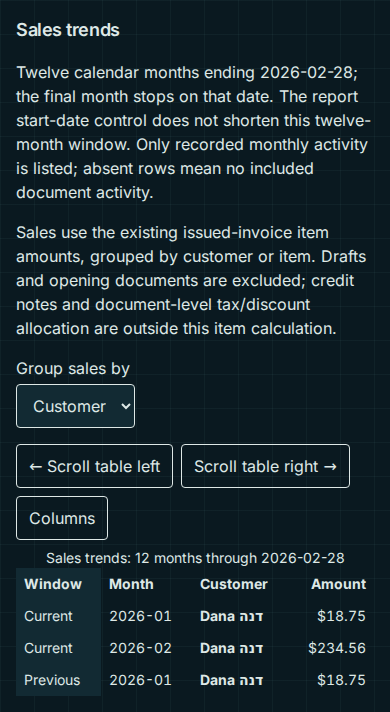 Sales trends
Twelve calendar months ending 2026-02-28;
the final month stops on that date. The report
start-date control does not shorten this twelve-
month window. Only recorded monthly activity
is listed; absent rows mean no included
document activity.
Sales use the existing issued-invoice item
amounts, grouped by customer or item. Drafts
and opening documents are excluded; credit
notes and document-level tax/discount
allocation are outside this item calculation.
Group sales by
Customer
← Scroll table left Scroll table right →
Columns
Sales trends: 12 months through 2026-02-28
Window Month Customer Amount
Current 2026-01 Dana דנה $18.75
Current 2026-02 Dana דנה $234.56
Previous 2026-01 Dana דנה $18.75